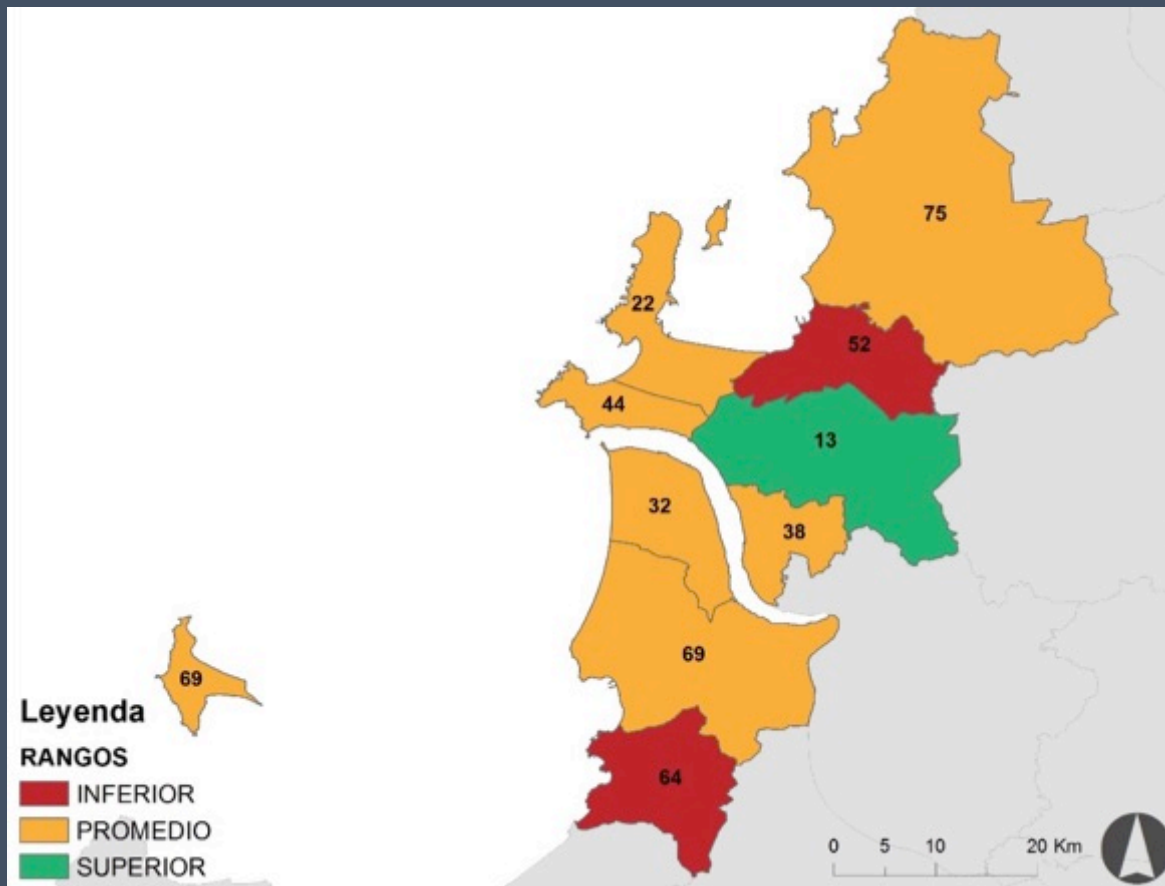 75
22
52
44
13
32
38
69
69
64
Leyenda
RANGOS
INFERIOR
PROMEDIO
SUPERIOR
0 5 10 20 Km